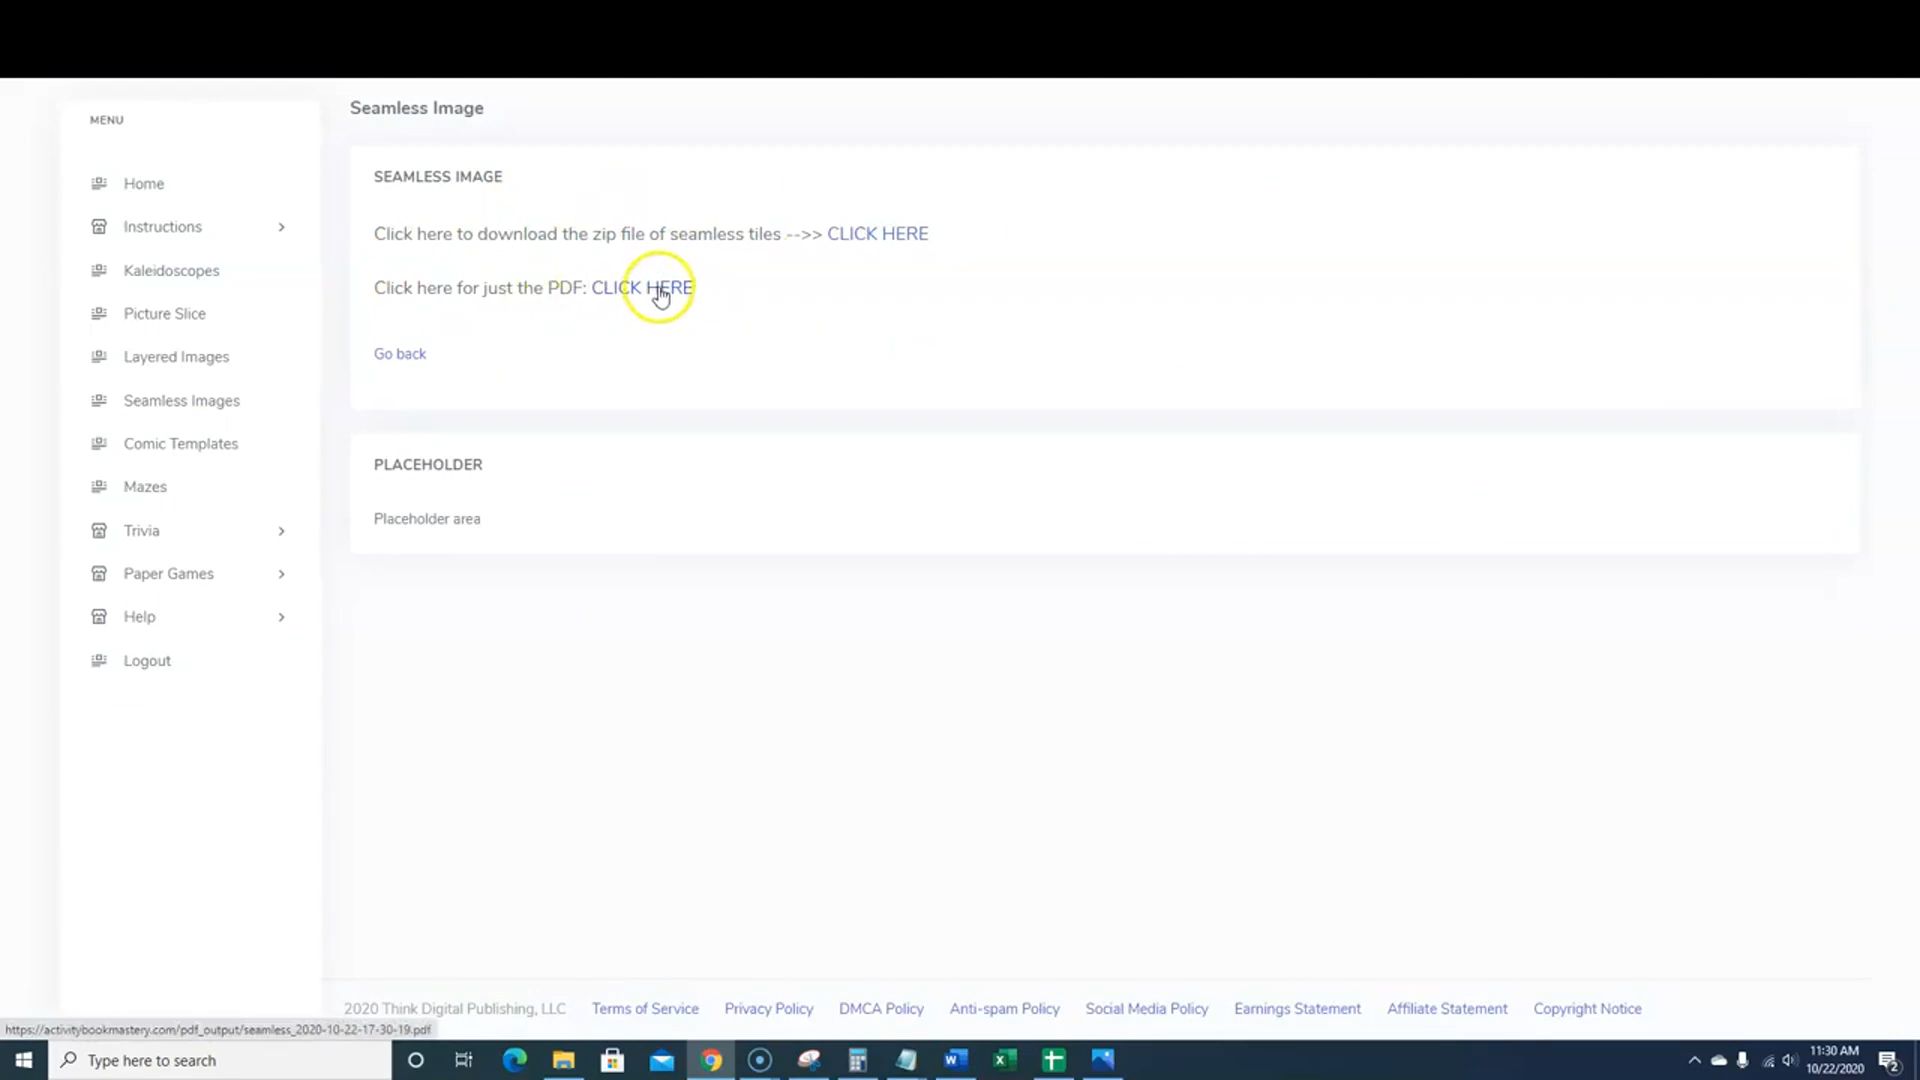 MENU
Home
Instructions
Kaleidoscopes
Picture Slice
Layered Images
Seamless Images
Comic Templates
Mazes
Trivia
Paper Games
Help
Logout
Seamless Image
SEAMLESS IMAGE
Click here to download the zip file of seamless tiles -->> CLICK HERE
Click here for just the PDF: CLICK HERE
Go back
PLACEHOLDER
Placeholder area
2020 Think Digital Publishing, LLC Terms of Service Privacy Policy DMCA Policy Anti-spam Policy Social Media Policy Earnings Statement Affiliate Statement Copyright Notice
https://activitybookmastery.com/pdf_output/seamless_2020-10-22-17-30-19.pdf
Type here to search
11:30 AM
10/22/2020
2